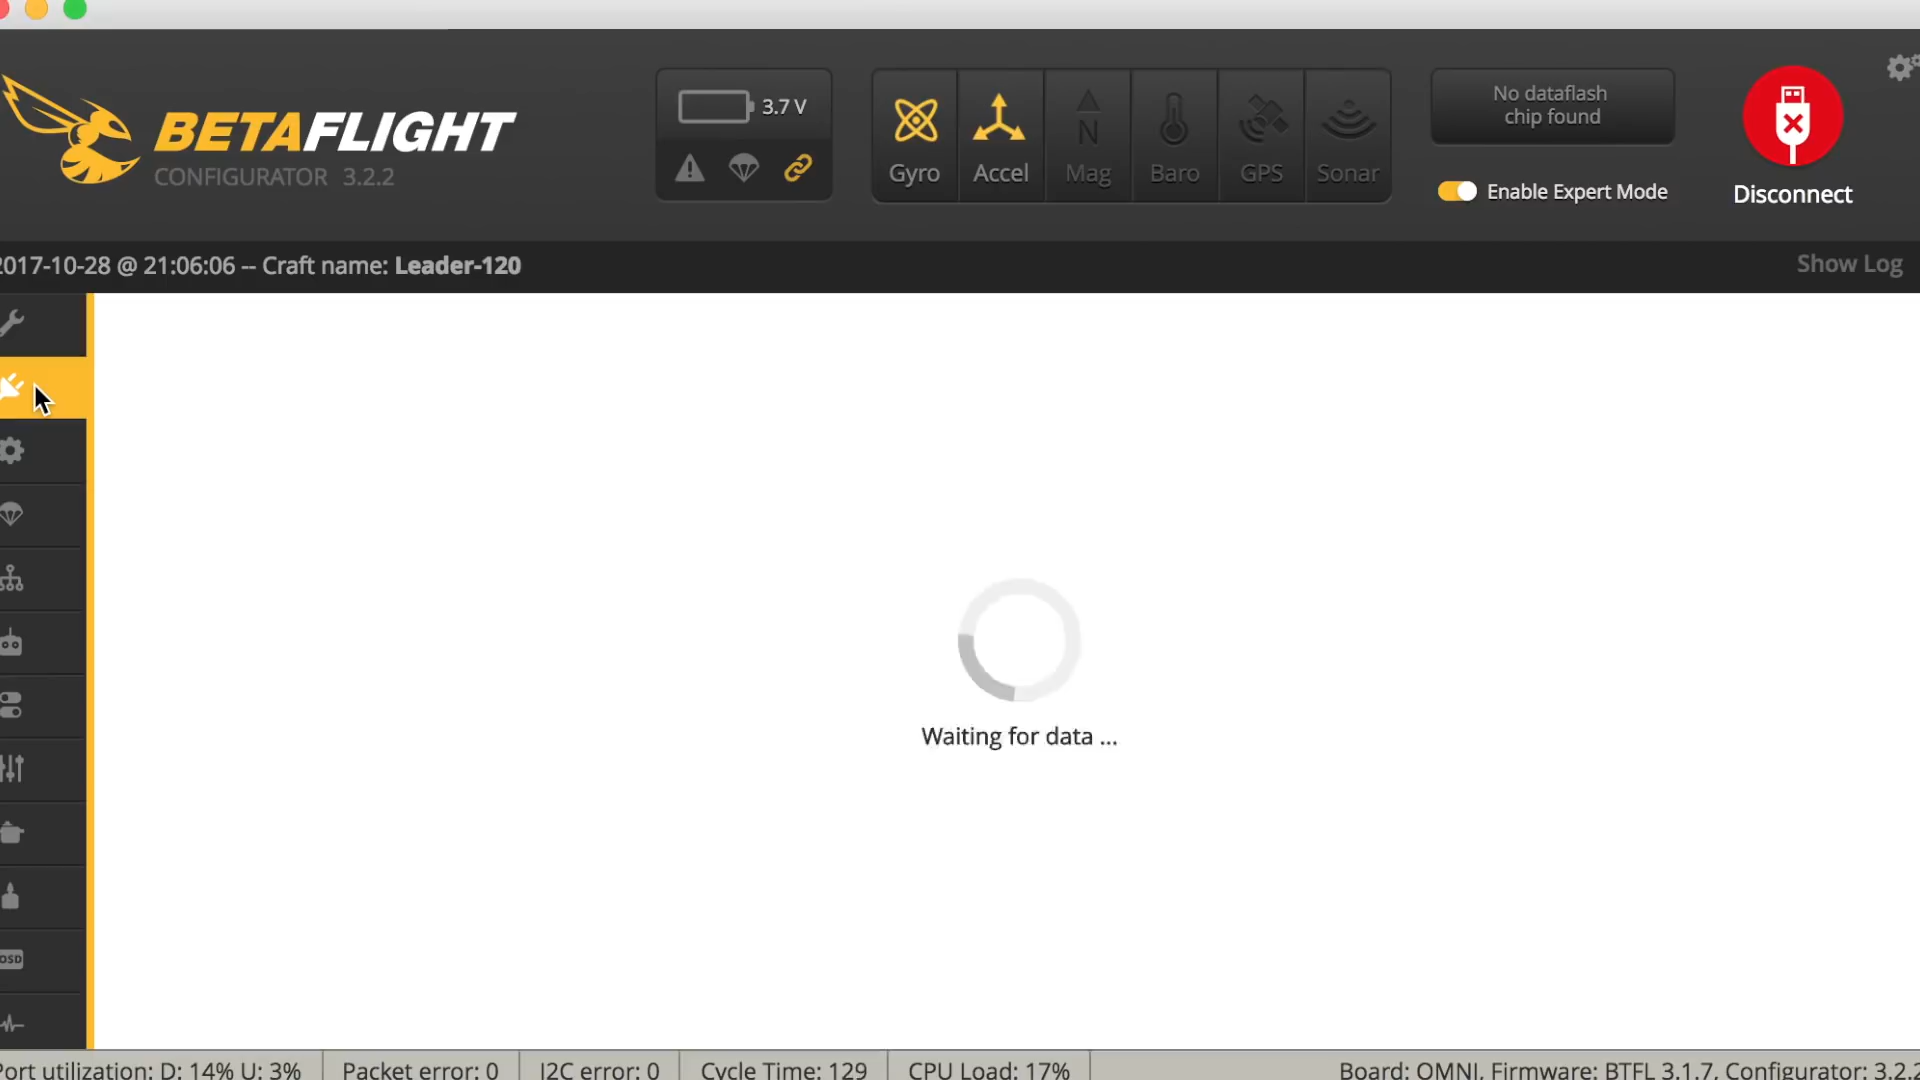 BETAFLIGHT
CONFIGURATOR 3.2.2
3.7 V
Gyro
Accel
N
Mag
Baro
GPS
Sonar
No dataflash
chip found
Enable Expert Mode
Disconnect
2017-10-28 @ 21:06:06 -- Craft name: Leader-120
Show Log
Waiting for data ...
OSD
Port utilization: D: 14% U: 3%
Packet error: 0
I2C error: 0
Cycle Time: 129
CPU Load: 17%
Board: OMNI, Firmware: BTFL 3.1.7, Configurator: 3.2.2